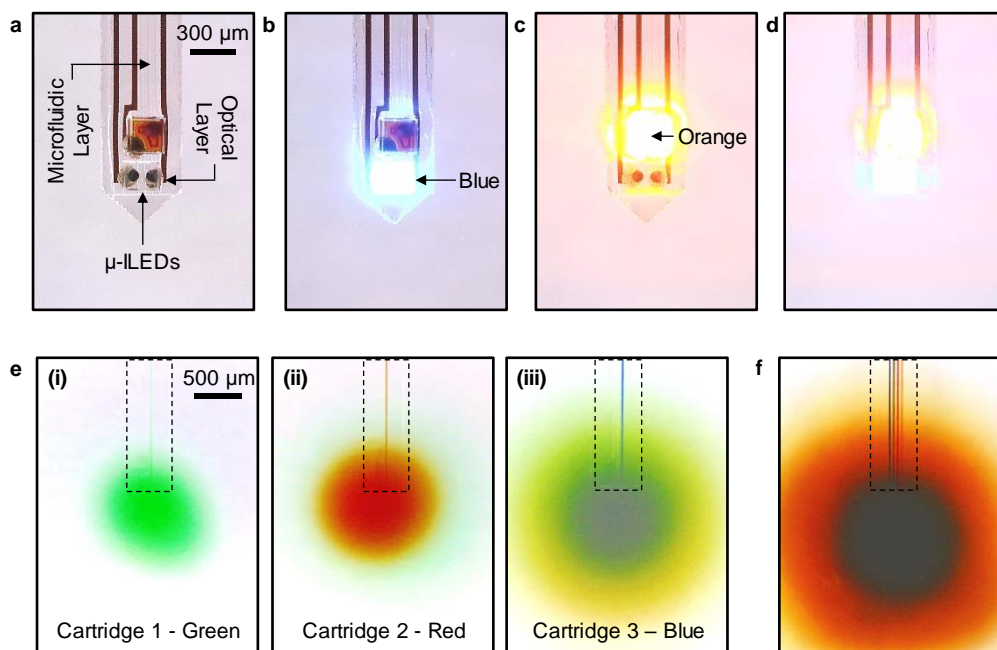 a
300 µm
Microfluidic
Layer
Optical
Layer
µ-ILEDs
b
Blue
c
Orange
d
e
(i)
500 µm
Cartridge 1 - Green
(ii)
Cartridge 2 - Red
(iii)
Cartridge 3 – Blue
f